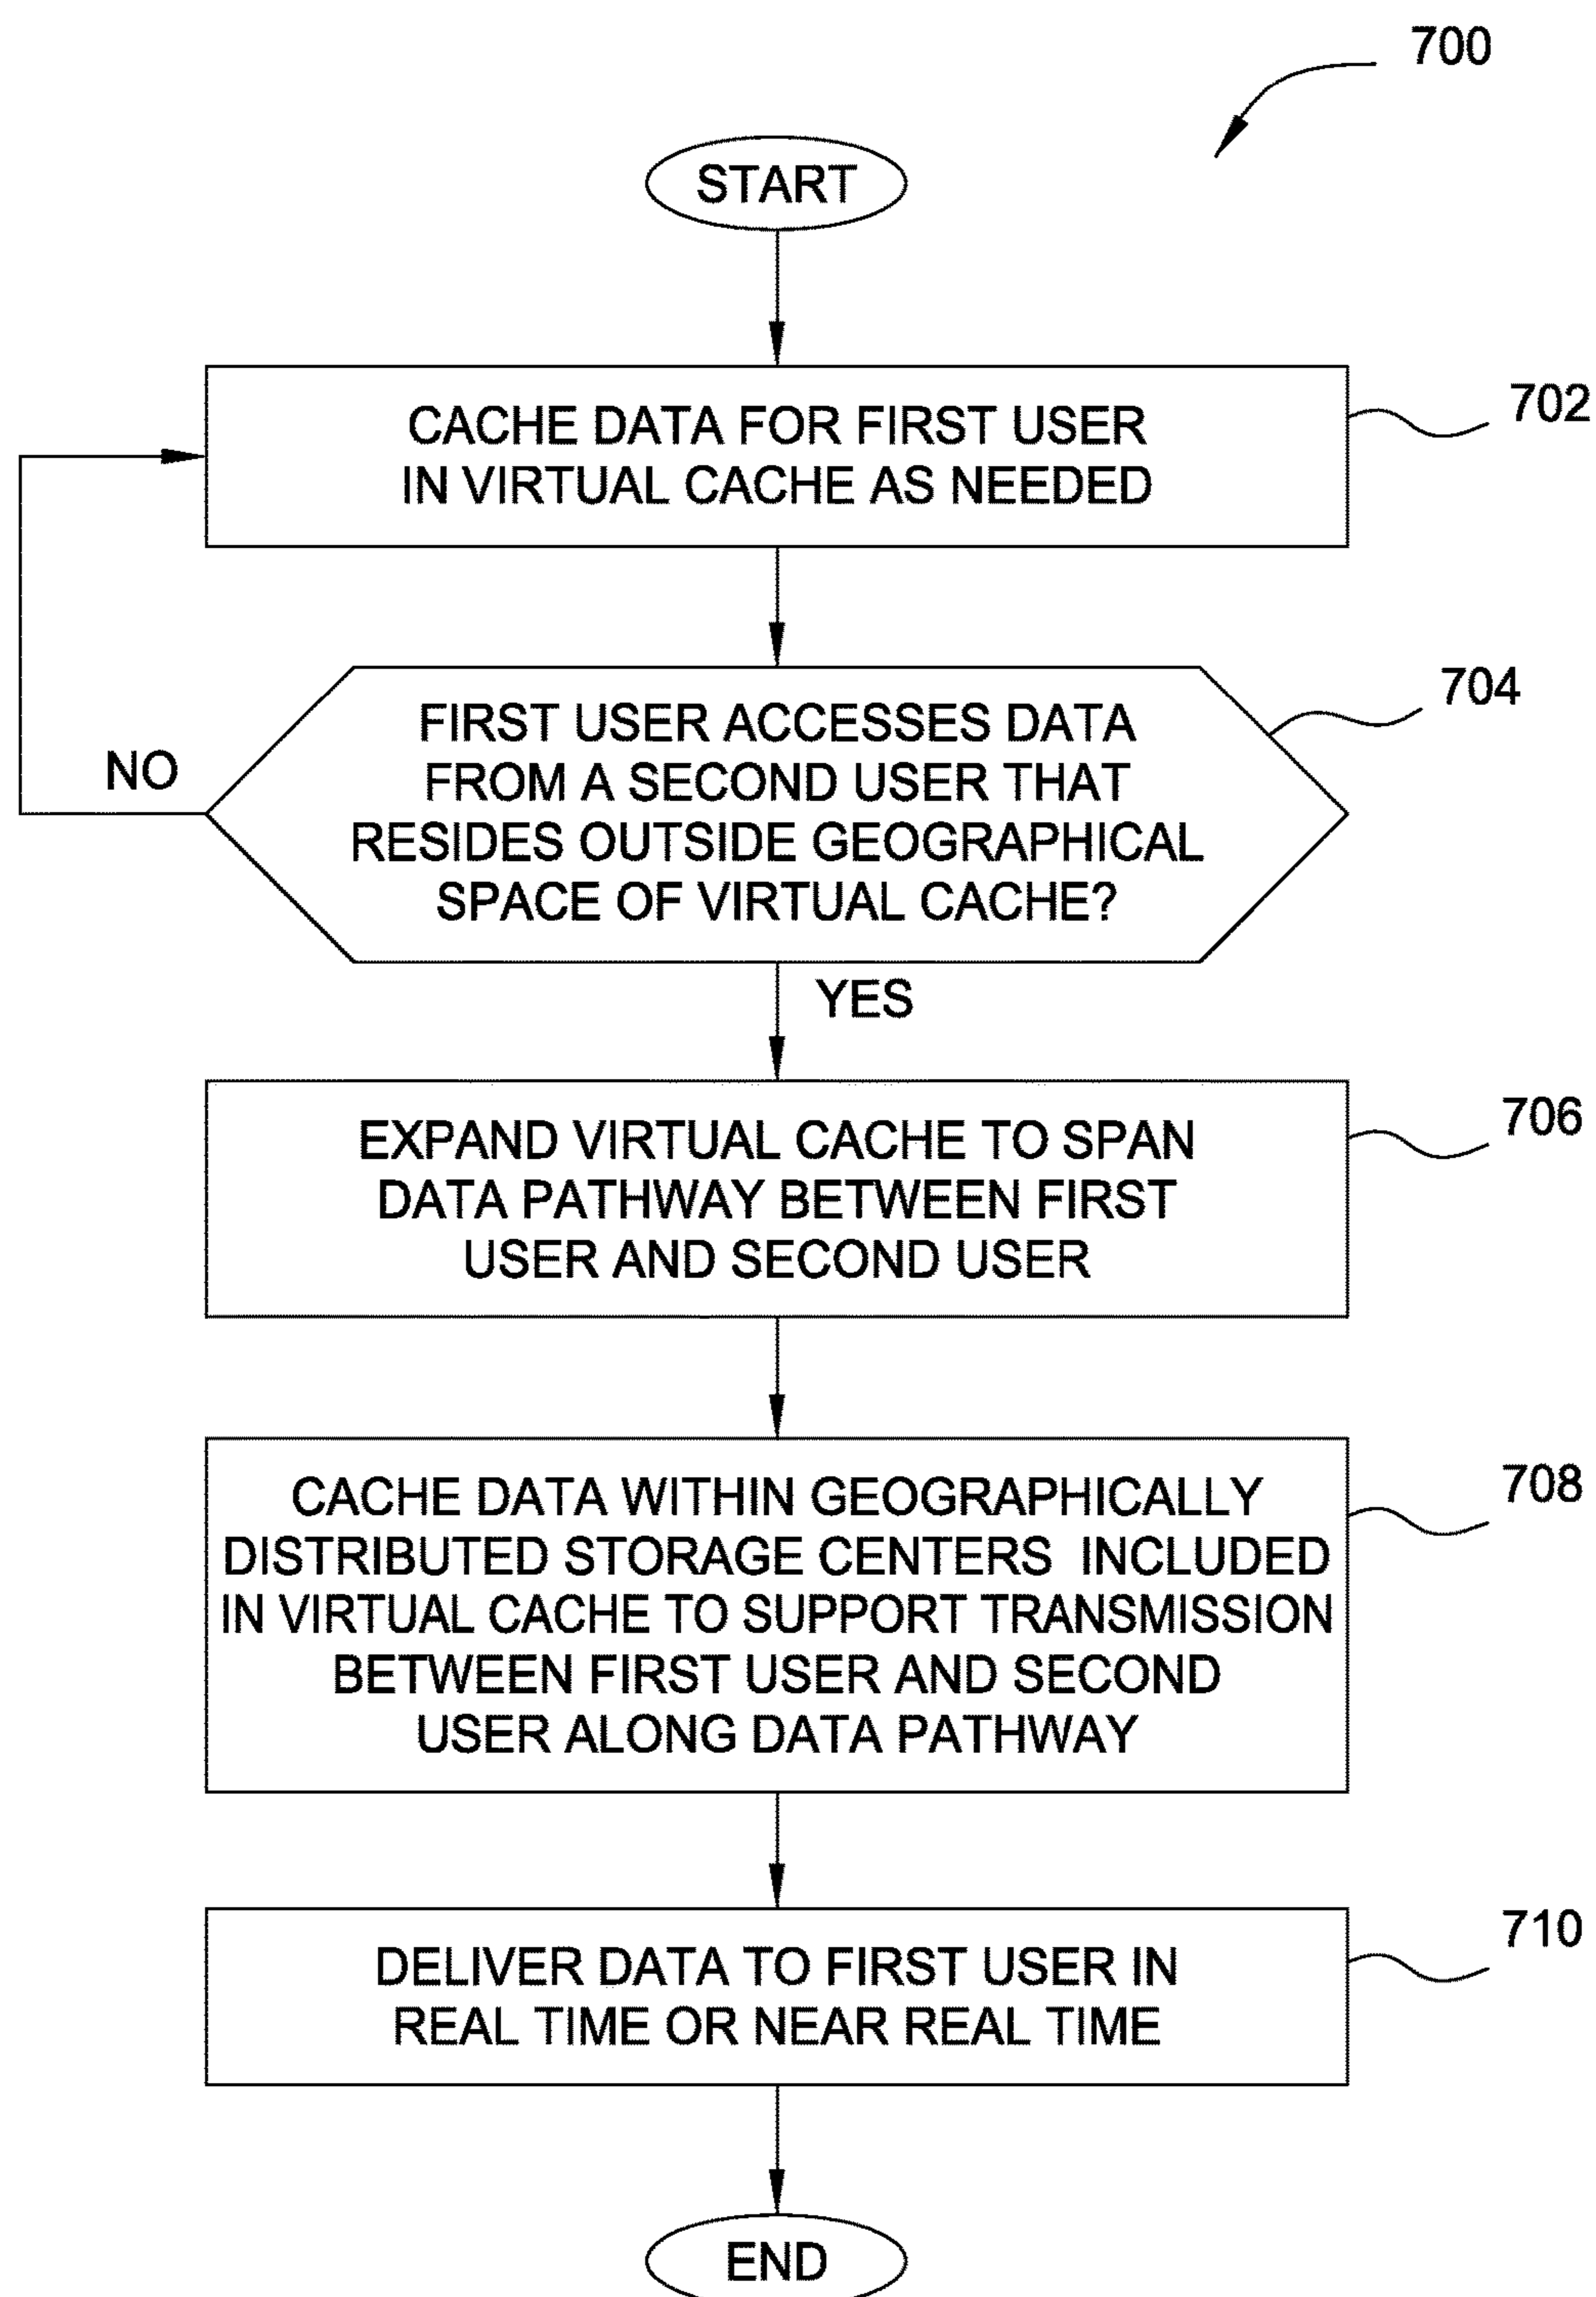 700
START
CACHE DATA FOR FIRST USER
IN VIRTUAL CACHE AS NEEDED
702
FIRST USER ACCESSES DATA
FROM A SECOND USER THAT
RESIDES OUTSIDE GEOGRAPHICAL
SPACE OF VIRTUAL CACHE?
704
NO
YES
EXPAND VIRTUAL CACHE TO SPAN
DATA PATHWAY BETWEEN FIRST
USER AND SECOND USER
706
CACHE DATA WITHIN GEOGRAPHICALLY
DISTRIBUTED STORAGE CENTERS INCLUDED
IN VIRTUAL CACHE TO SUPPORT TRANSMISSION
BETWEEN FIRST USER AND SECOND
USER ALONG DATA PATHWAY
708
DELIVER DATA TO FIRST USER IN
REAL TIME OR NEAR REAL TIME
710
END